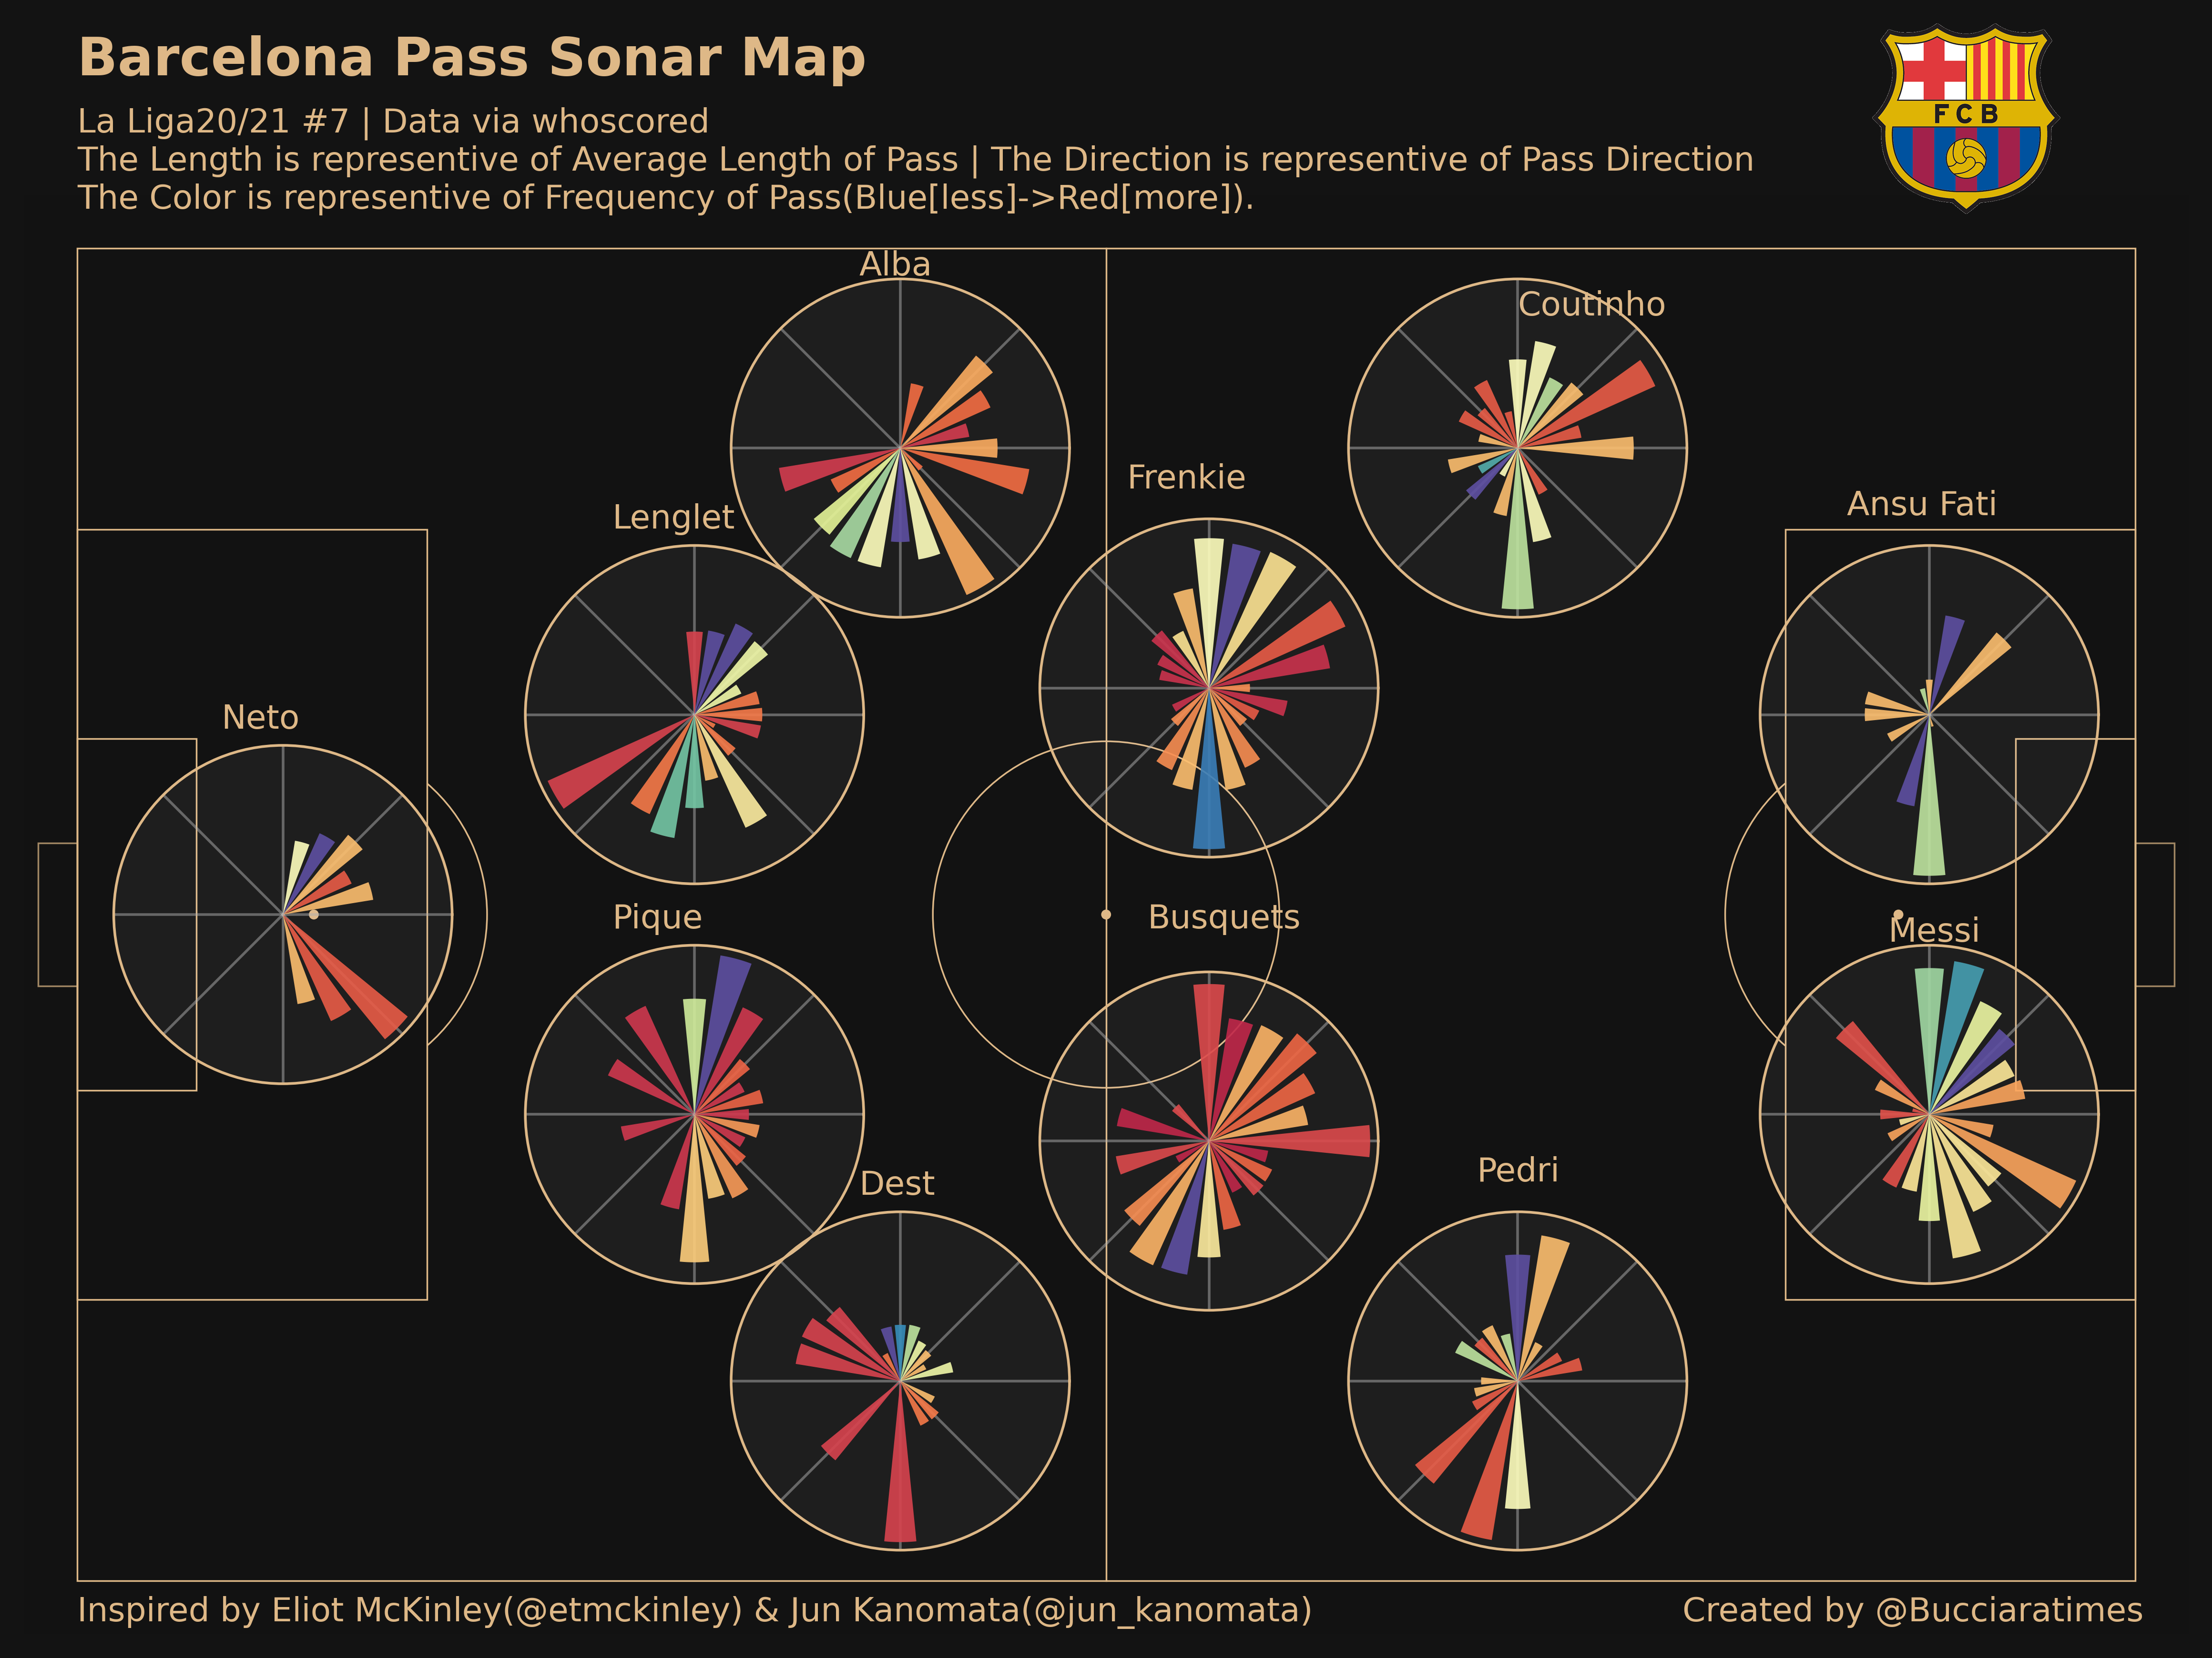 Barcelona Pass Sonar Map
La Liga20/21 #7 | Data via whoscored
The Length is representive of Average Length of Pass | The Direction is representive of Pass Direction
The Color is representive of Frequency of Pass(Blue[less]->Red[more]).
F C B
Alba
Coutinho
Frenkie
Ansu Fati
Lenglet
Neto
Pique
Busquets
Messi
Dest
Pedri
Inspired by Eliot McKinley(@etmckinley) & Jun Kanomata(@jun_kanomata)
Created by @Bucciaratimes